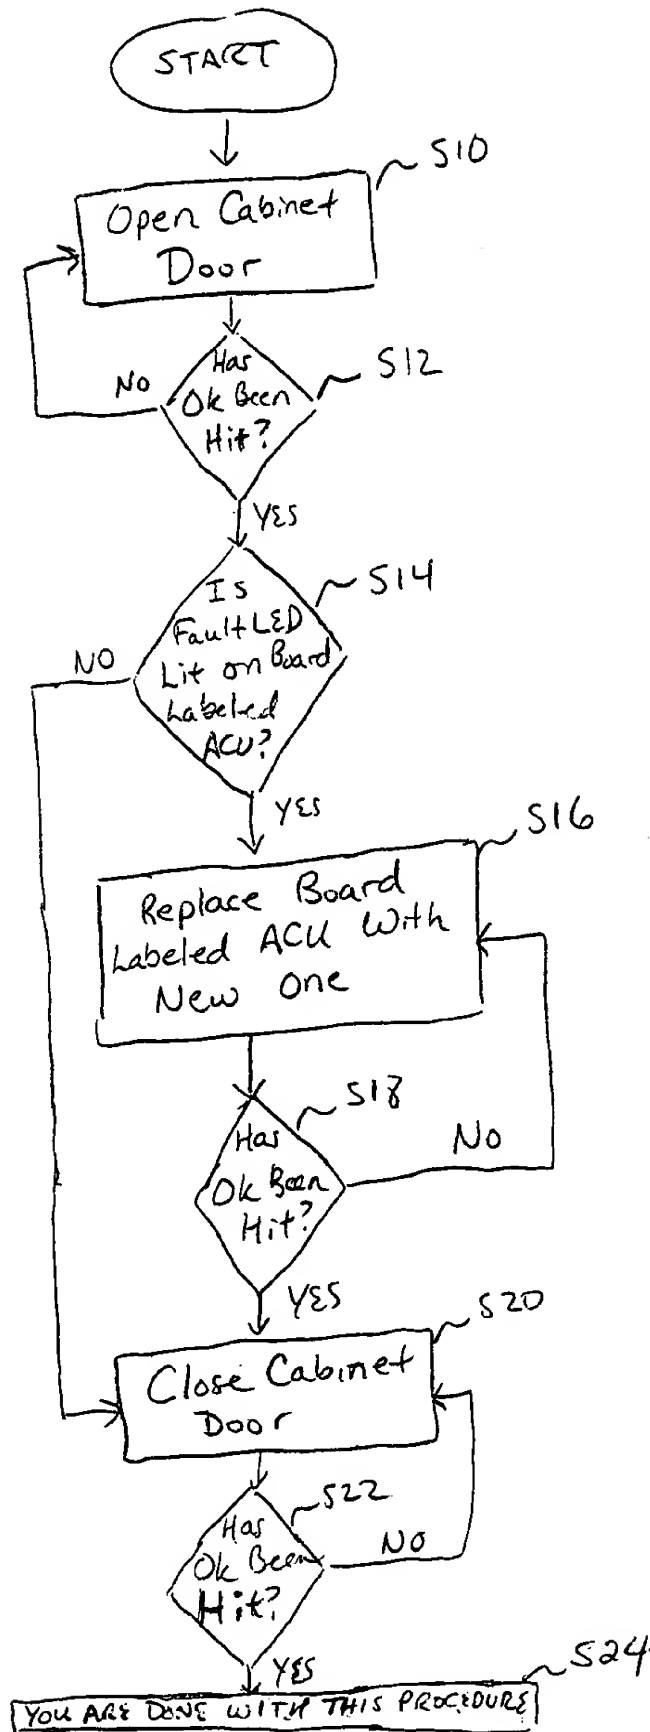 START
S10
Open Cabinet
Door
S12
Has
Ok Been
Hit?
NO
YES
S14
Is
Fault LED
Lit on Board
Labeled
ACU?
NO
YES
S16
Replace Board
Labeled ACU With
New One
S18
Has
Ok Been
Hit?
No
YES
S20
Close Cabinet
Door
S22
Has
Ok Been
Hit?
NO
YES
S24
YOU ARE DONE WITH THIS PROCEDURE